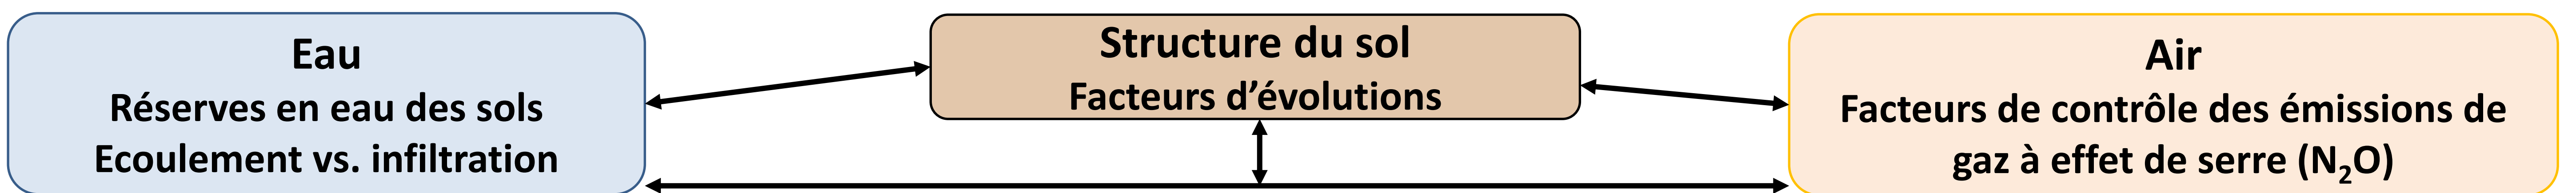 Eau
Réserves en eau des sols
Ecoulement vs. infiltration
Structure du sol
Facteurs d’évolutions
Air
Facteurs de contrôle des émissions de
gaz à effet de serre (N₂O)